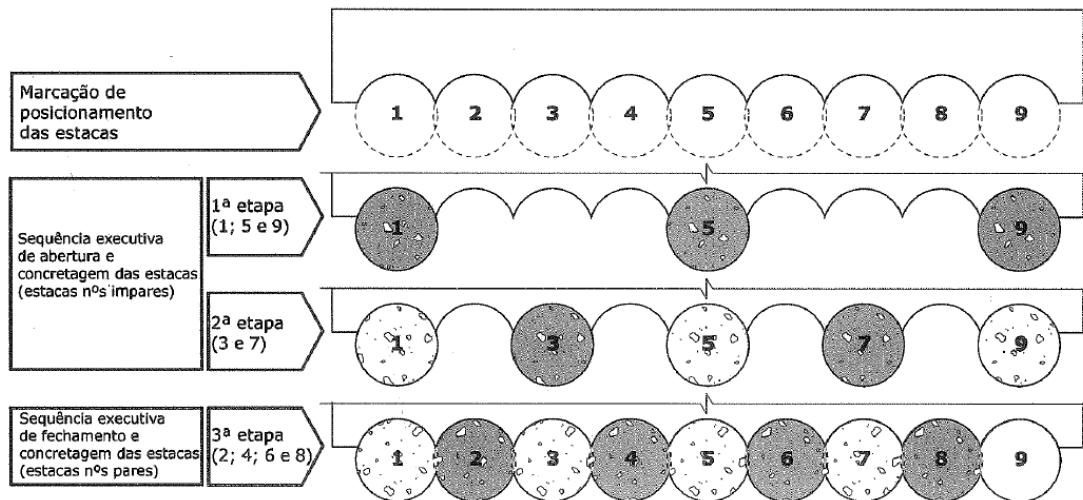 Marcação de
posicionamento
das estacas
1 2 3 4 5 6 7 8 9
Sequência executiva
de abertura e
concretagem das estacas
(estacas nºs impares)
1ª etapa
(1; 5 e 9)
1 5 9
2ª etapa
(3 e 7)
1 3 5 7 9
Sequência executiva
de fechamento e
concretagem das estacas
(estacas nºs pares)
3ª etapa
(2; 4; 6 e 8)
1 2 3 4 5 6 7 8 9